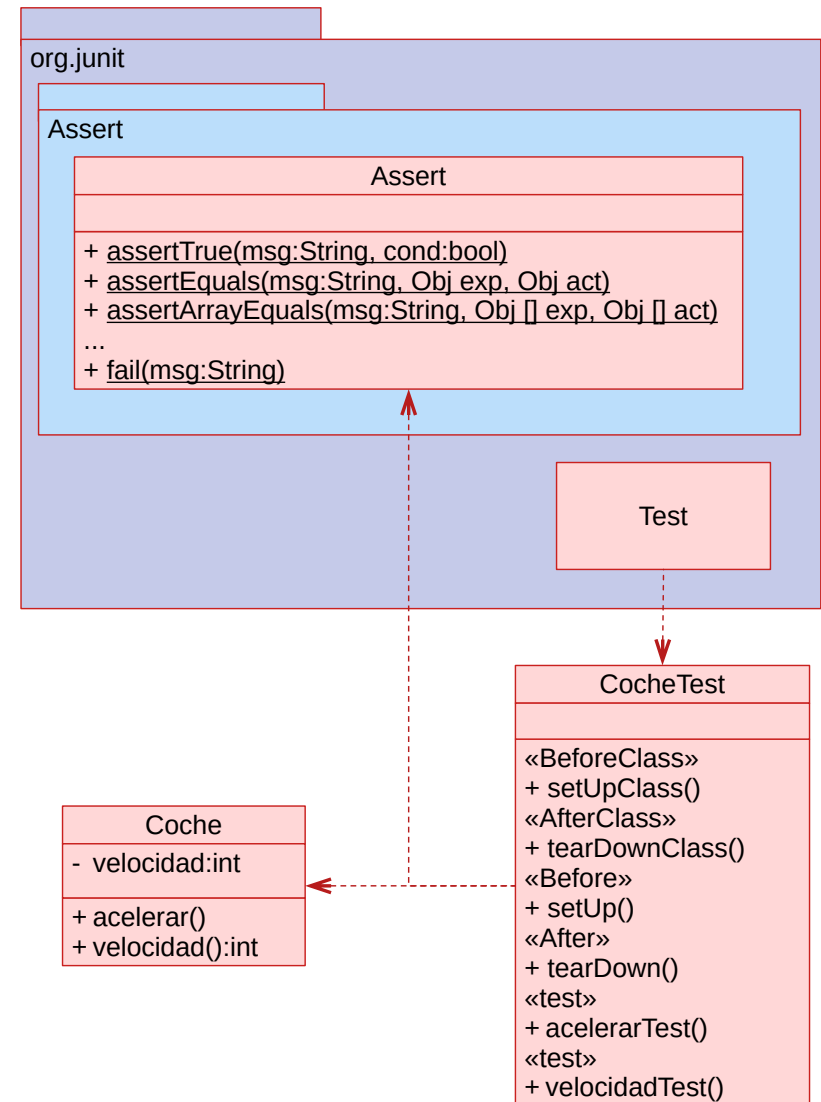 org.junit
Assert
Assert
+ assertTrue(msg:String, cond:bool)
+ assertEquals(msg:String, Obj exp, Obj act)
+ assertArrayEquals(msg:String, Obj [] exp, Obj [] act)
...
+ fail(msg:String)
Test
CocheTest
«BeforeClass»
+ setUpClass()
«AfterClass»
+ tearDownClass()
«Before»
+ setUp()
«After»
+ tearDown()
«test»
+ acelerarTest()
«test»
+ velocidadTest()
Coche
- velocidad:int
+ acelerar()
+ velocidad():int